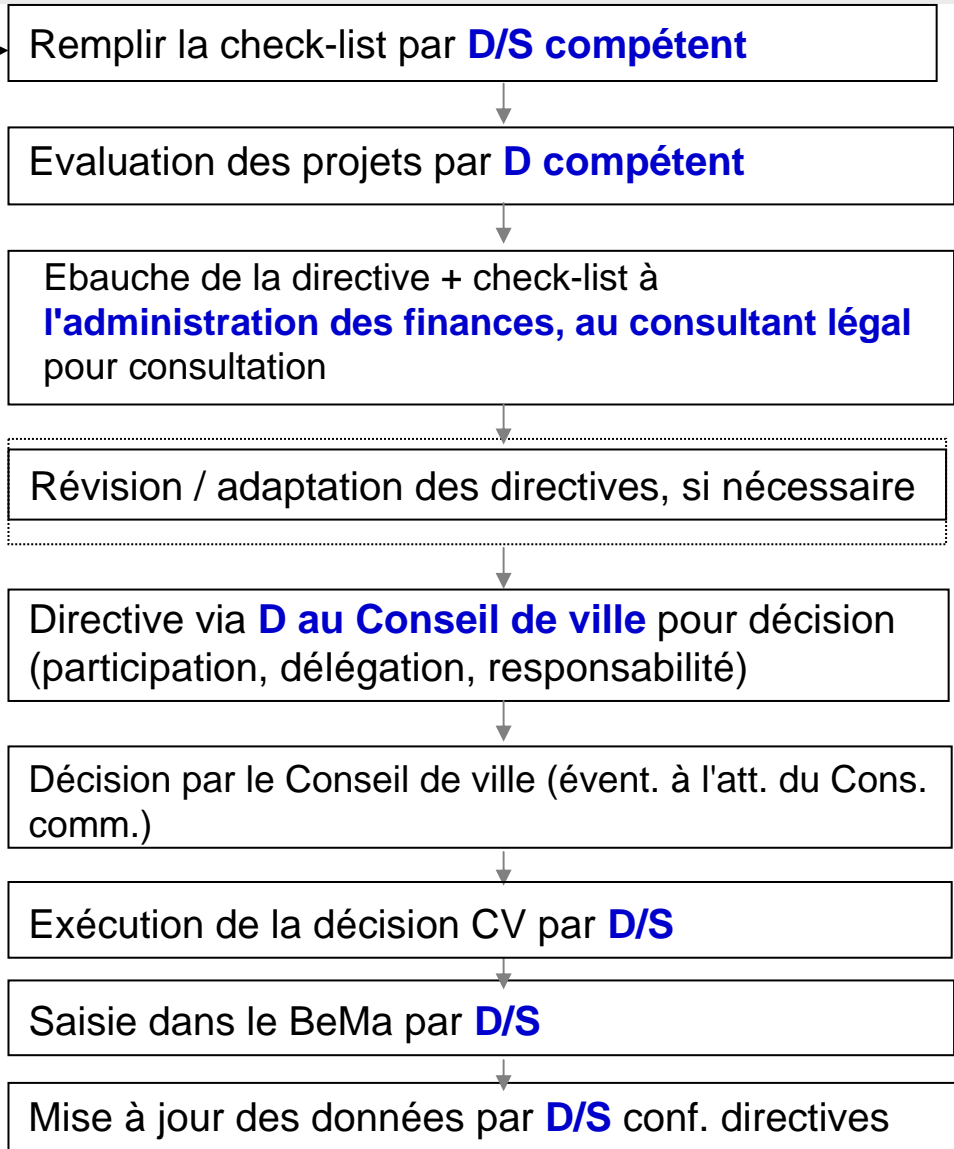 Remplir la check-list par D/S compétent
Evaluation des projets par D compétent
Ebauche de la directive + check-list à
l'administration des finances, au consultant légal
pour consultation
Révision / adaptation des directives, si nécessaire
Directive via D au Conseil de ville pour décision
(participation, délégation, responsabilité)
Décision par le Conseil de ville (évent. à l'att. du Cons.
comm.)
Exécution de la décision CV par D/S
Saisie dans le BeMa par D/S
Mise à jour des données par D/S conf. directives